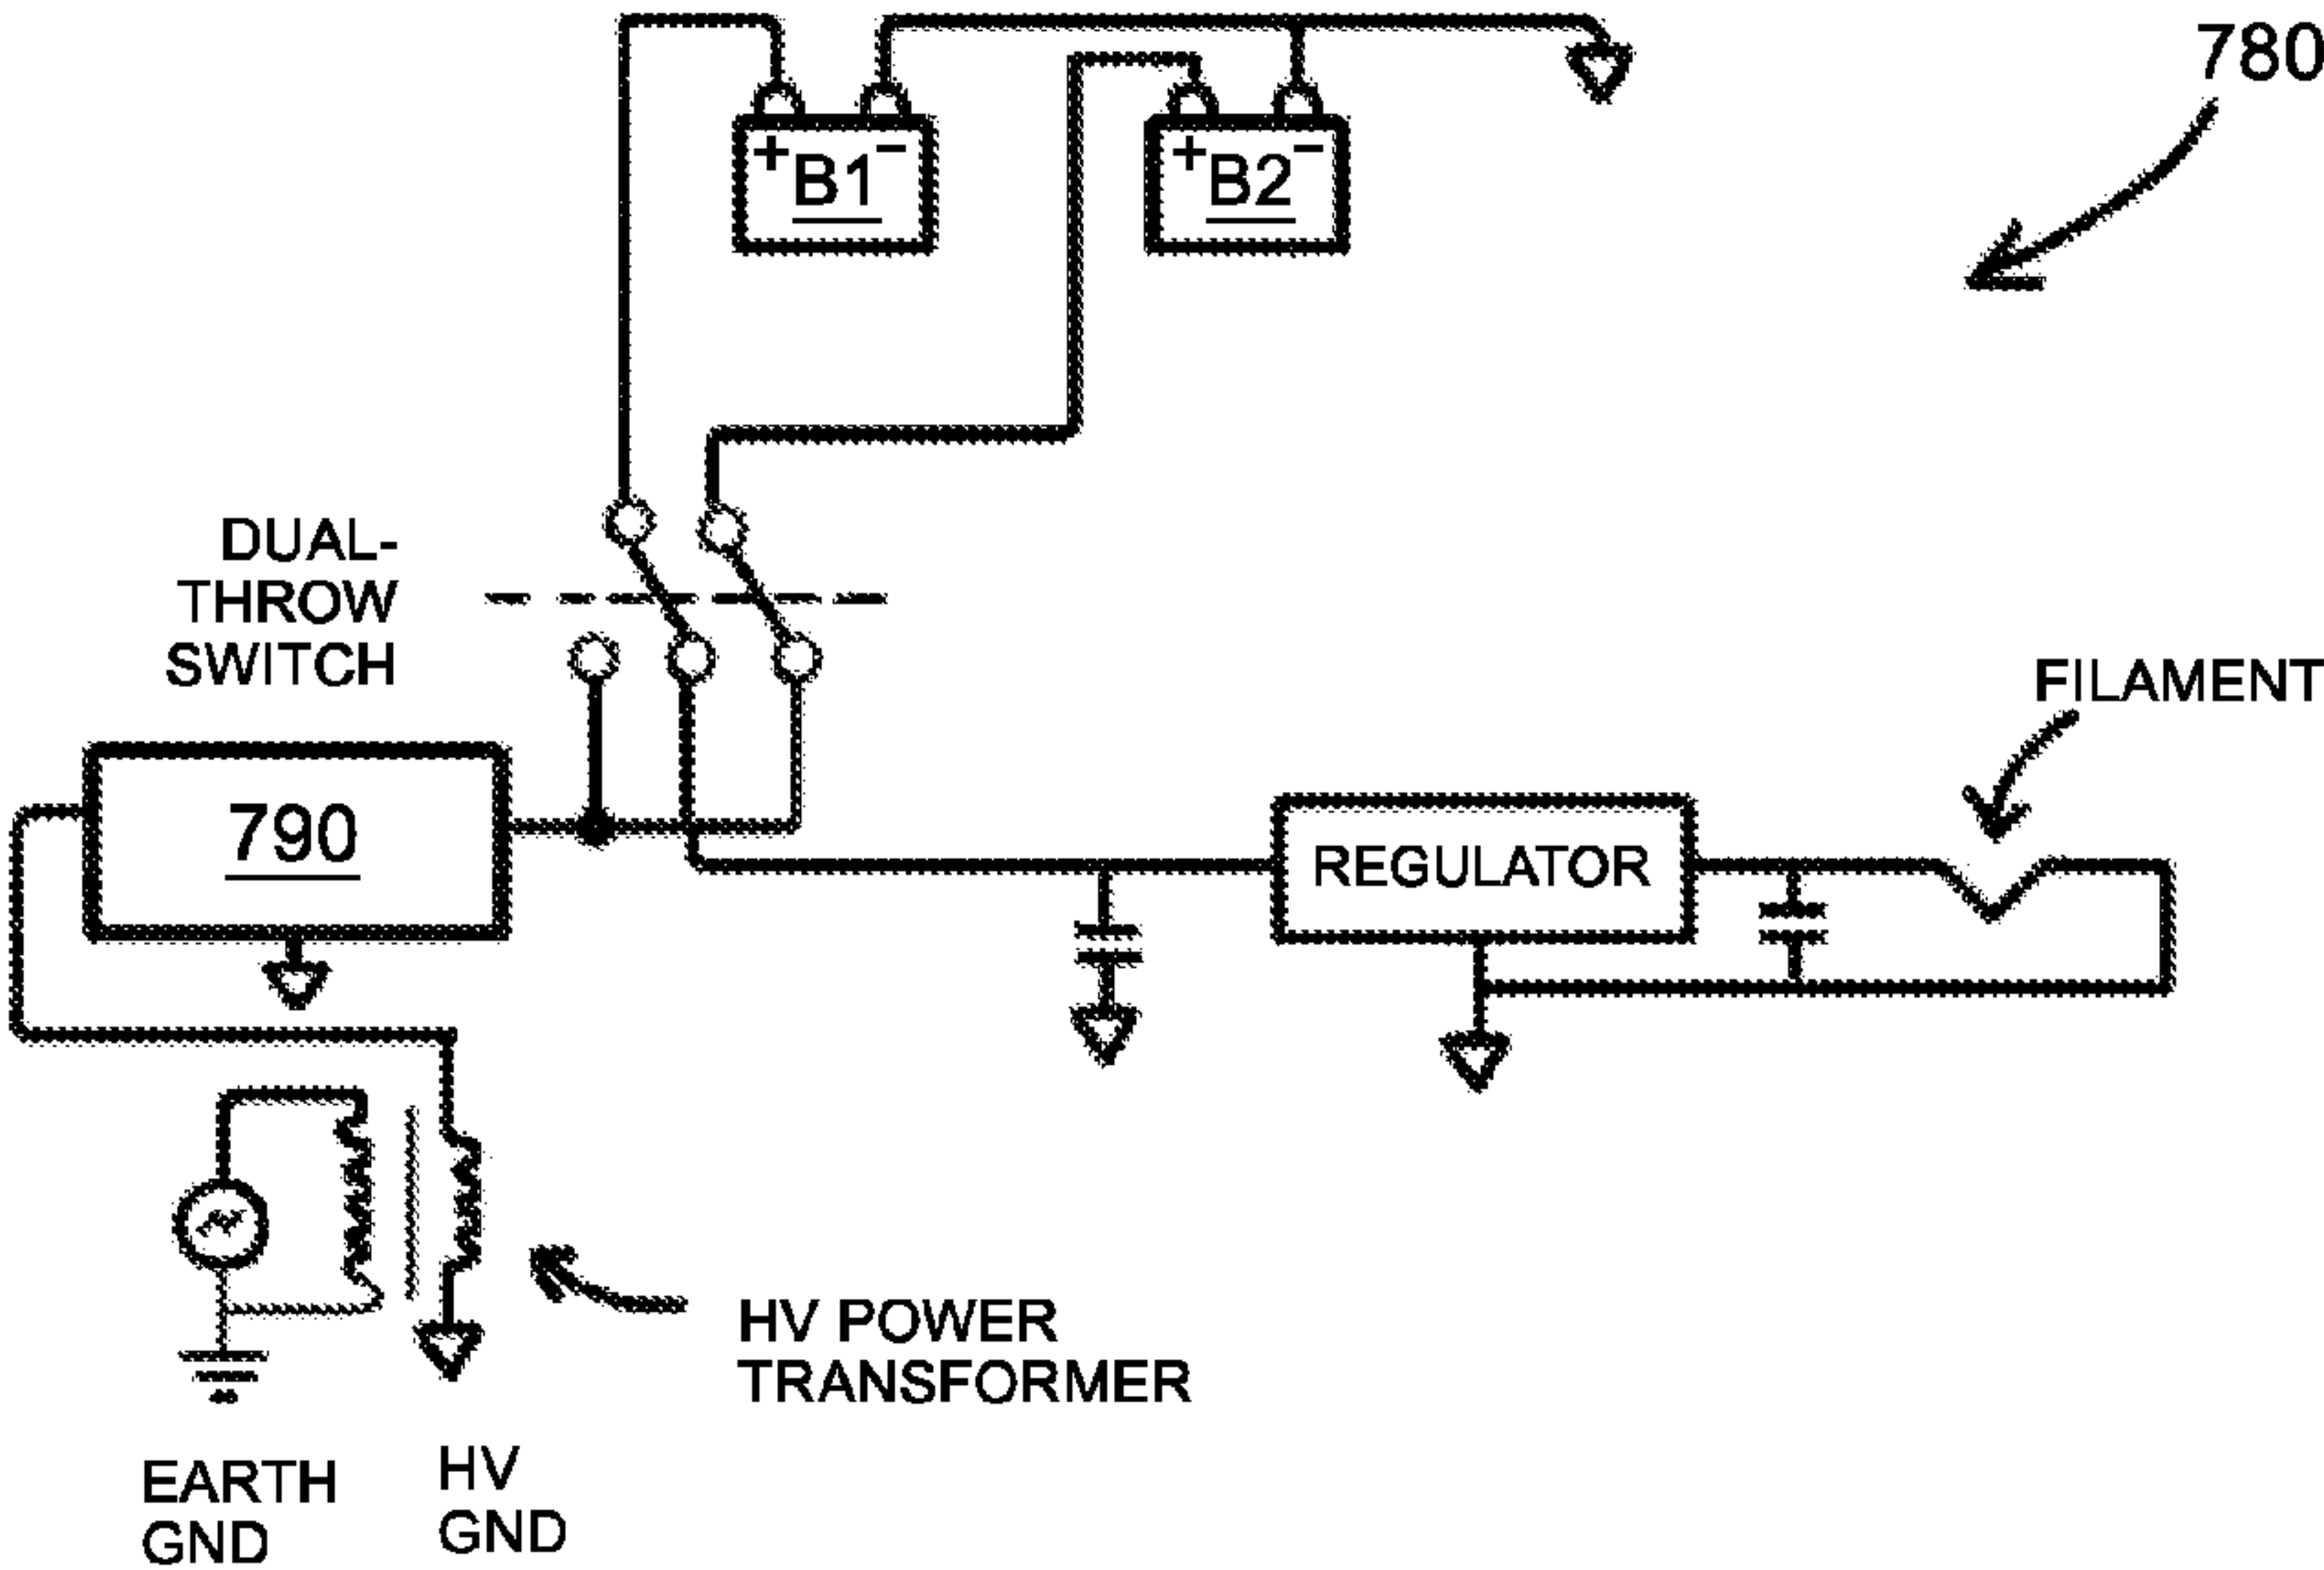 780
+ B1 −
+ B2 −
DUAL-
THROW
SWITCH
FILAMENT
790
REGULATOR
HV POWER
TRANSFORMER
EARTH
GND
HV
GND